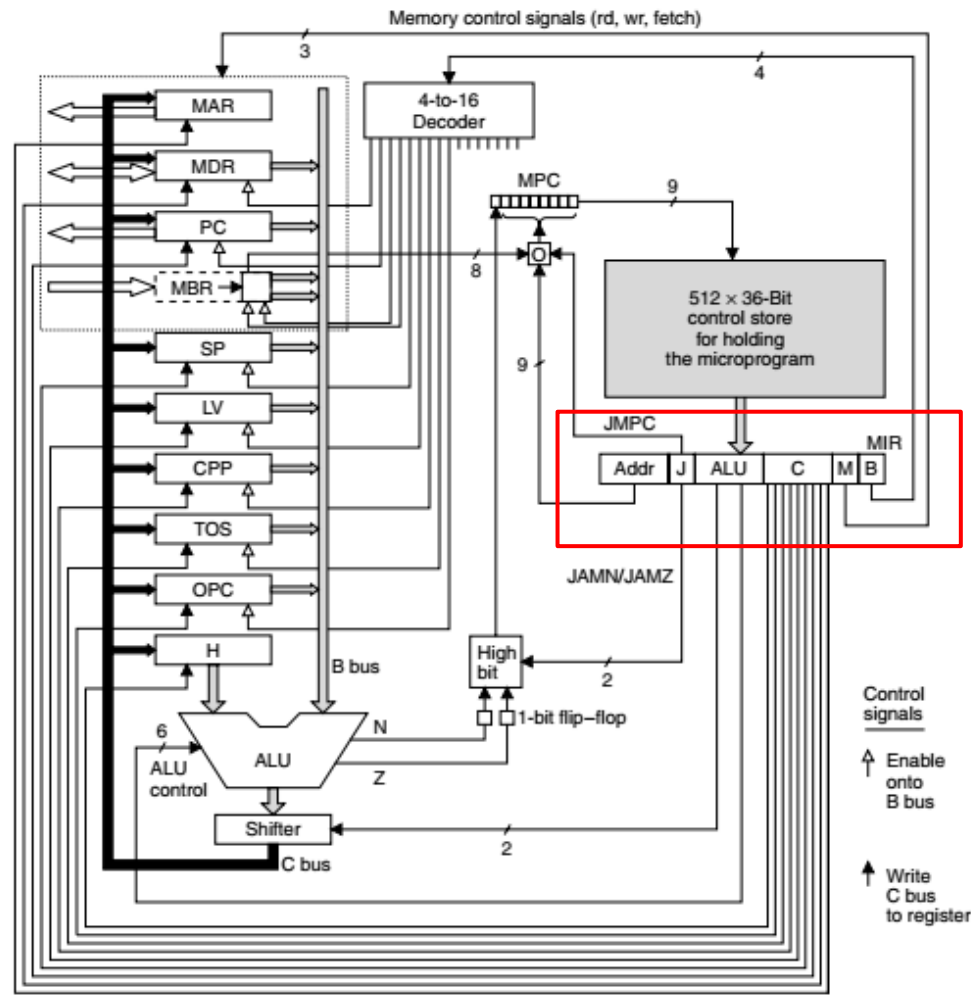 Memory control signals (rd, wr, fetch)
3
4
MAR
4-to-16
Decoder
MDR
MPC
9
PC
O
8
MBR
512 × 36-Bit
control store
for holding
the microprogram
SP
9
LV
JMPC
MIR
Addr J ALU C M B
CPP
TOS
JAMN/JAMZ
OPC
H
High
bit
2
B bus
Control
signals
1-bit flip–flop
N
6
ALU
control
ALU
Z
Enable
onto
B bus
Shifter
2
C bus
Write
C bus
to register